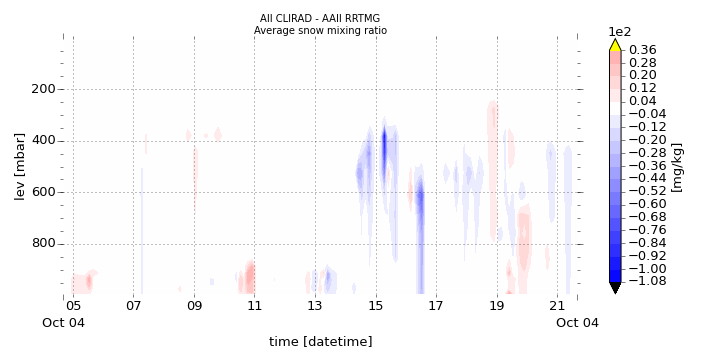 All CLIRAD - AAll RRTMG
Average snow mixing ratio
1e2
0.36
0.28
0.20
0.12
0.04
−0.04
−0.12
−0.20
−0.28
−0.36
−0.44
−0.52
−0.60
−0.68
−0.76
−0.84
−0.92
−1.00
−1.08
[mg/kg]
lev [mbar]
200
400
600
800
05 07 09 11 13 15 17 19 21
Oct 04 Oct 04
time [datetime]